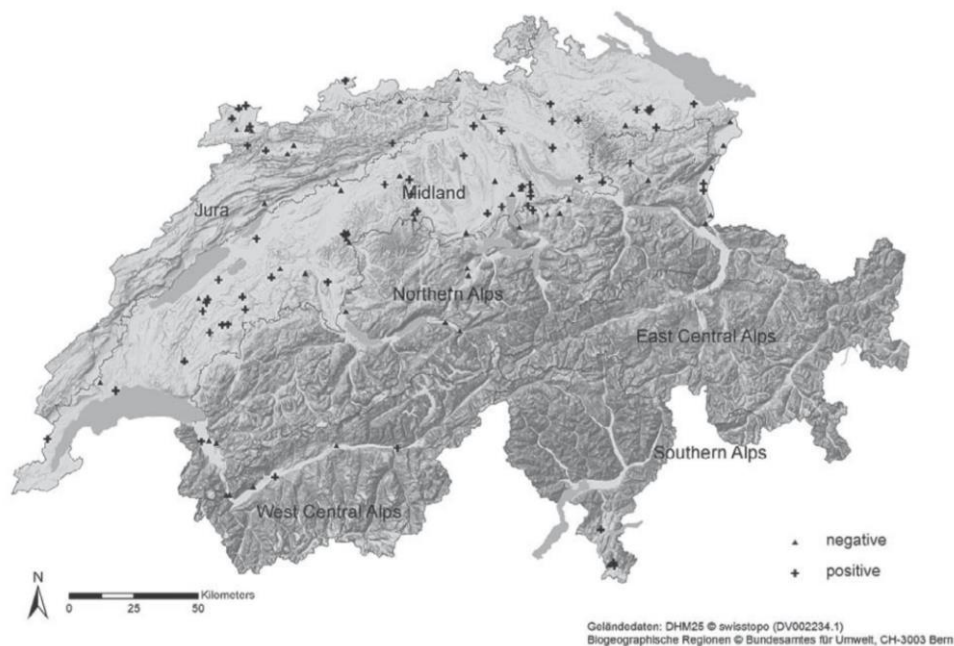 Jura
Midland
Northern Alps
East Central Alps
Southern Alps
West Central Alps
negative
positive
N
0 25 50 Kilometers
Geländedaten: DHM25 © swisstopo (DV002234.1)
Biogeographische Regionen © Bundesamtes für Umwelt, CH-3003 Bern